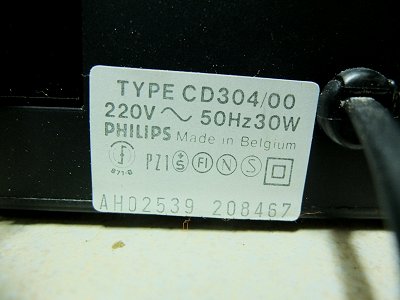 TYPE CD304/00
220V ~ 50Hz 30W
PHILIPS Made in Belgium
PZ1 S FI N S
AH02539 208467